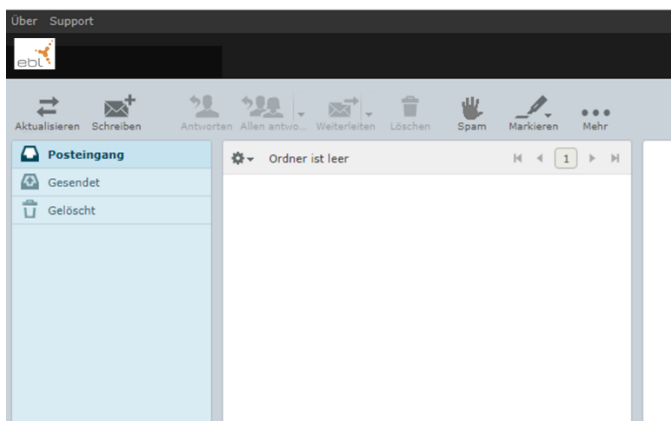 Über Support
ebl
Aktualisieren Schreiben Antworten Allen antwo... Weiterleiten Löschen Spam Markieren Mehr
Posteingang
Ordner ist leer 1
Gesendet
Gelöscht